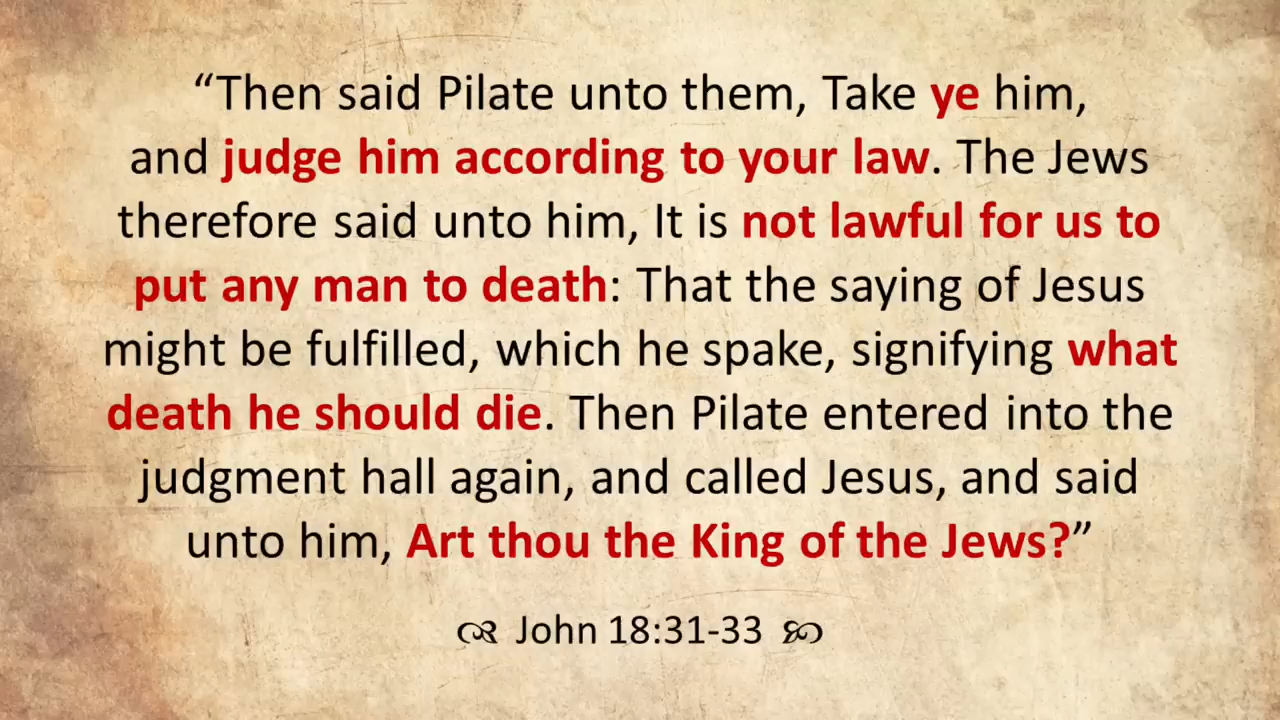 “Then said Pilate unto them, Take ye him,
and judge him according to your law. The Jews
therefore said unto him, It is not lawful for us to
put any man to death: That the saying of Jesus
might be fulfilled, which he spake, signifying what
death he should die. Then Pilate entered into the
judgment hall again, and called Jesus, and said
unto him, Art thou the King of the Jews?”
John 18:31-33